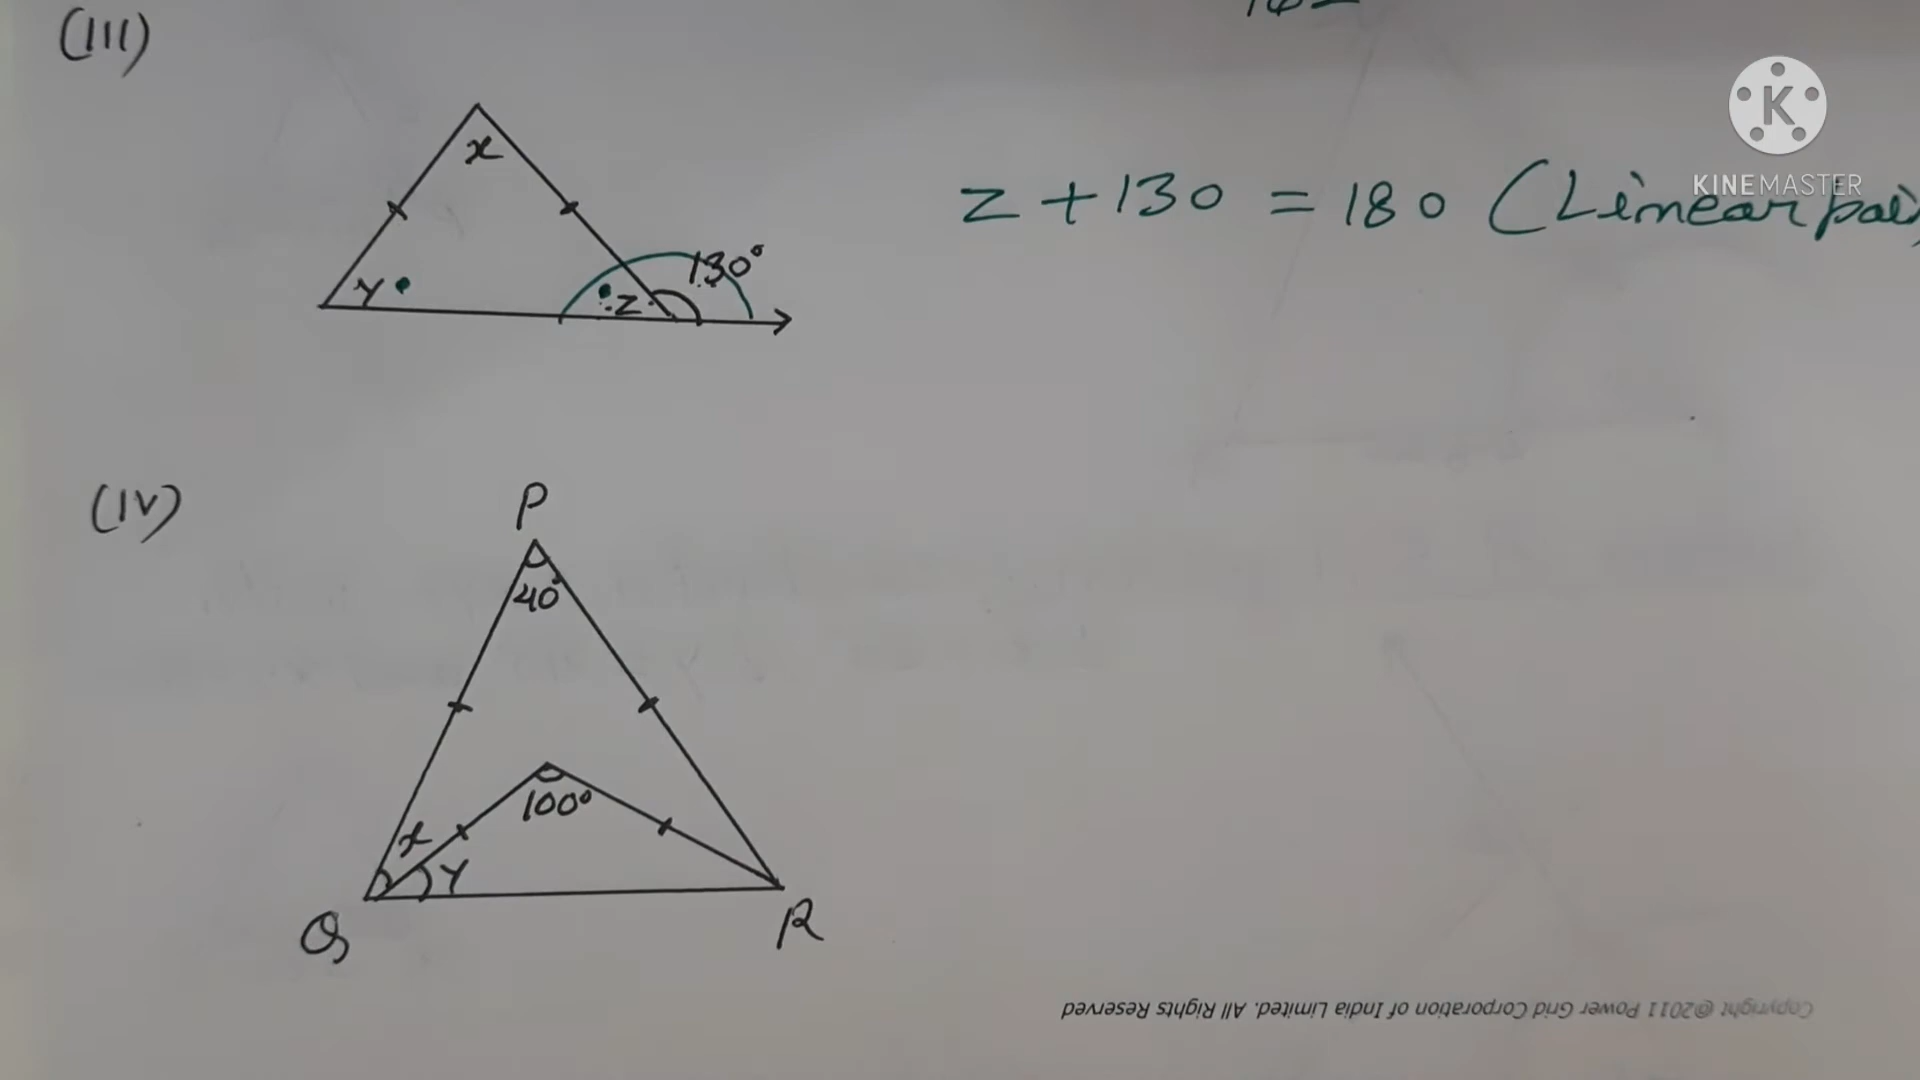 (III)
K
KINEMASTER
x
z + 130 = 180 (Linear
130°
y
z
(IV)
P
40°
100°
x
y
Q
R
Copyright @2011 Power Grid Corporation of India Limited. All Rights Reserved